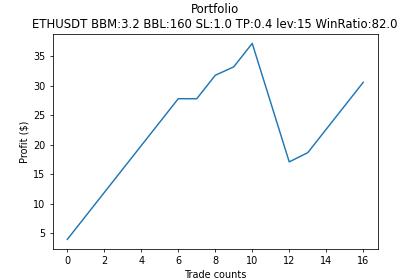 Portfolio
ETHUSDT BBM:3.2 BBL:160 SL:1.0 TP:0.4 lev:15 WinRatio:82.0
Profit ($)
35
30
25
20
15
10
5
0 2 4 6 8 10 12 14 16
Trade counts